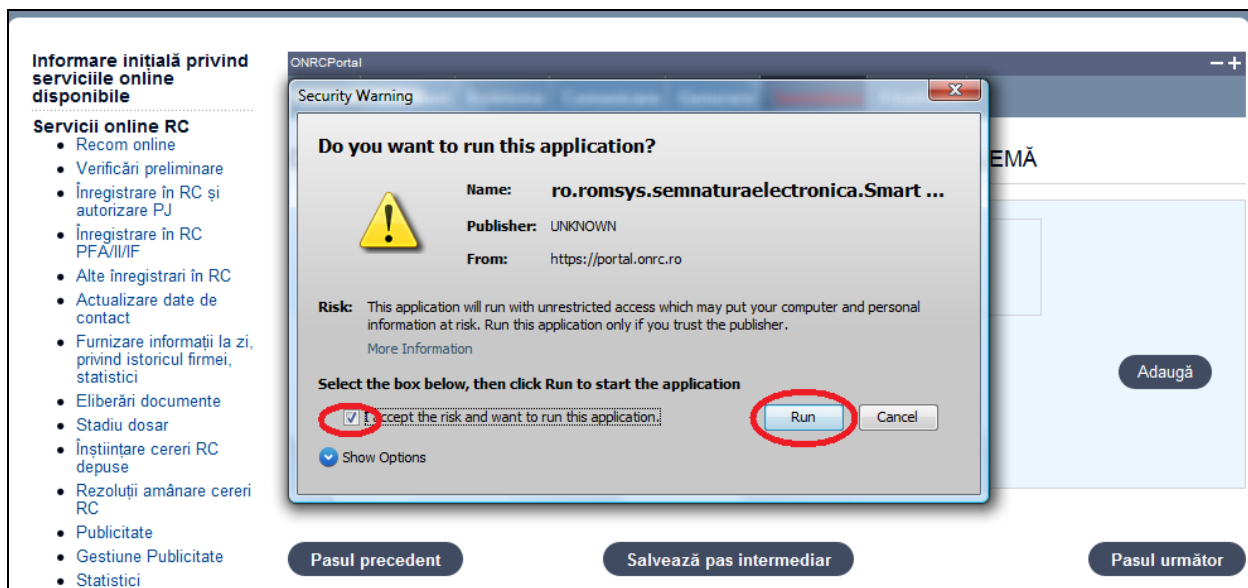 Informare inițială privind
serviciile online
disponibile
Servicii online RC
Recom online
Verificări preliminare
Înregistrare în RC și
autorizare PJ
Înregistrare în RC
PFA/II/IF
Alte înregistrari în RC
Actualizare date de
contact
Furnizare informații la zi,
privind istoricul firmei,
statistici
Eliberări documente
Stadiu dosar
Înștiințare cereri RC
depuse
Rezoluții amânare cereri
RC
Publicitate
Gestiune Publicitate
Statistici
ONRCPortal
Security Warning
EMĂ
Do you want to run this application?
Name: ro.romsys.semnaturaelectronica.Smart ...
Publisher: UNKNOWN
From: https://portal.onrc.ro
Risk: This application will run with unrestricted access which may put your computer and personal
information at risk. Run this application only if you trust the publisher.
More Information
Select the box below, then click Run to start the application
I accept the risk and want to run this application.
Run
Cancel
Show Options
Adaugă
Pasul precedent
Salvează pas intermediar
Pasul următor